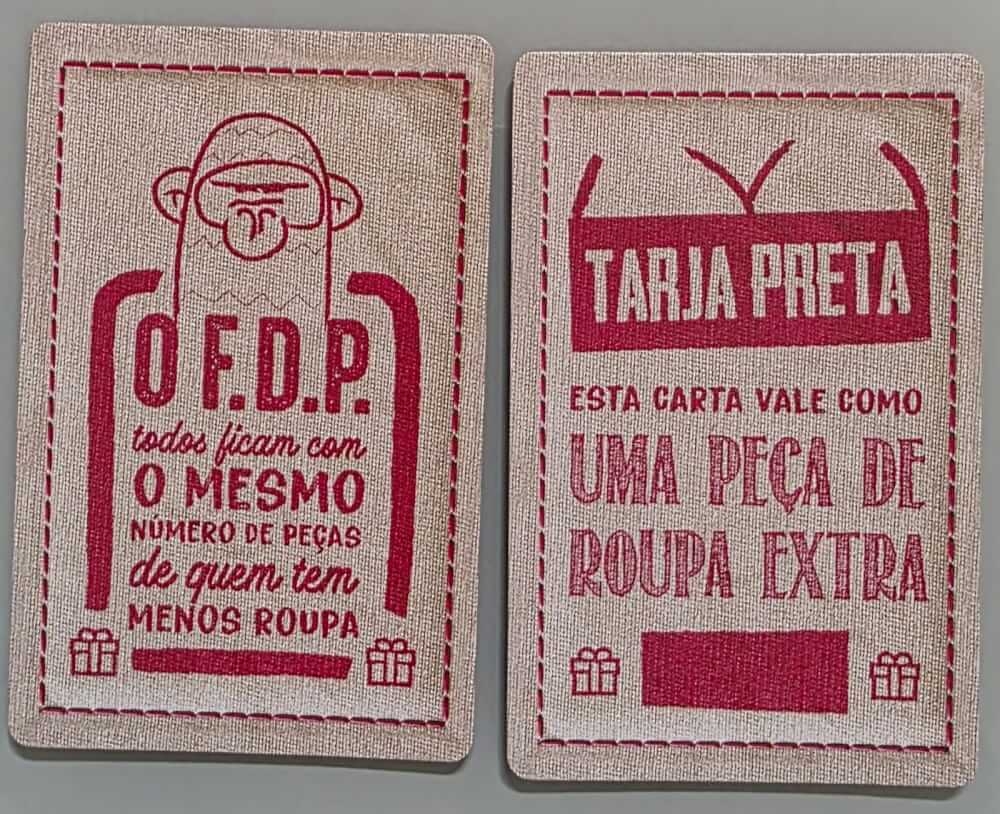 O F.D.P.
todos ficam com
O MESMO
NÚMERO DE PEÇAS
de quem tem
MENOS ROUPA
TARJA PRETA
ESTA CARTA VALE COMO
UMA PEÇA DE
ROUPA EXTRA